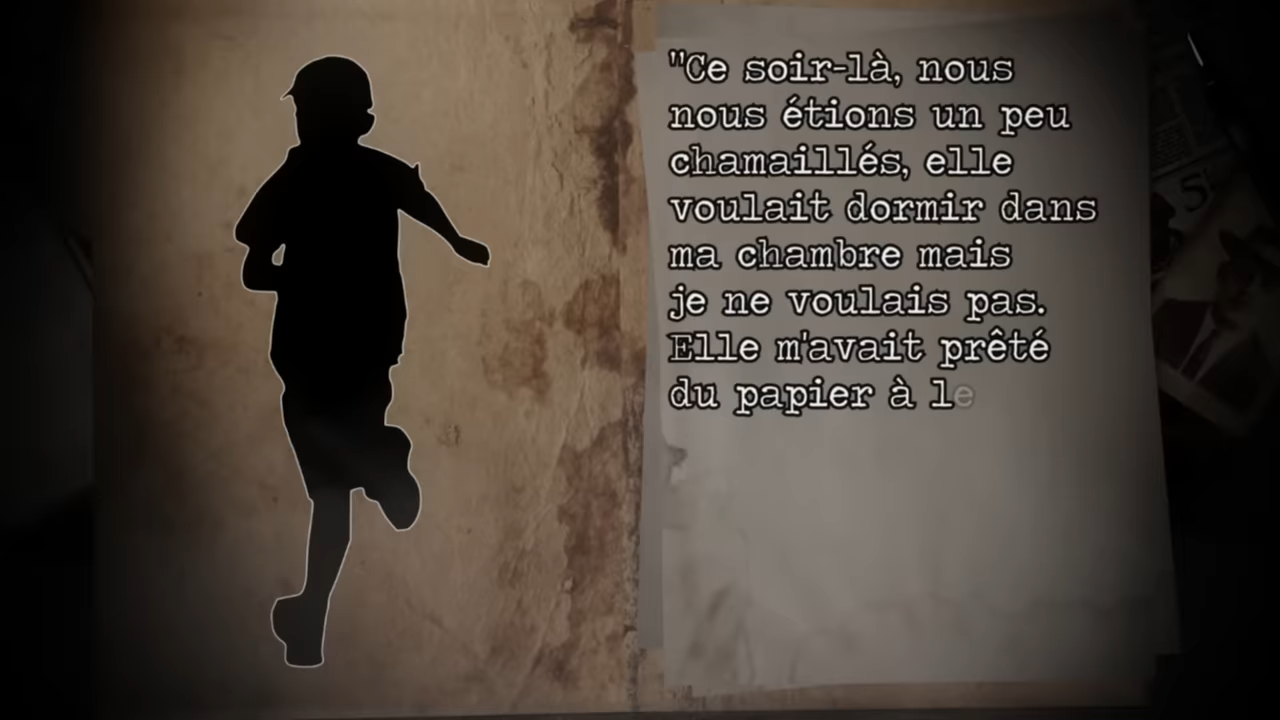 "Ce soir-là, nous
nous étions un peu
chamaillés, elle
voulait dormir dans
ma chambre mais
je ne voulais pas.
Elle m'avait prêté
du papier à le
5